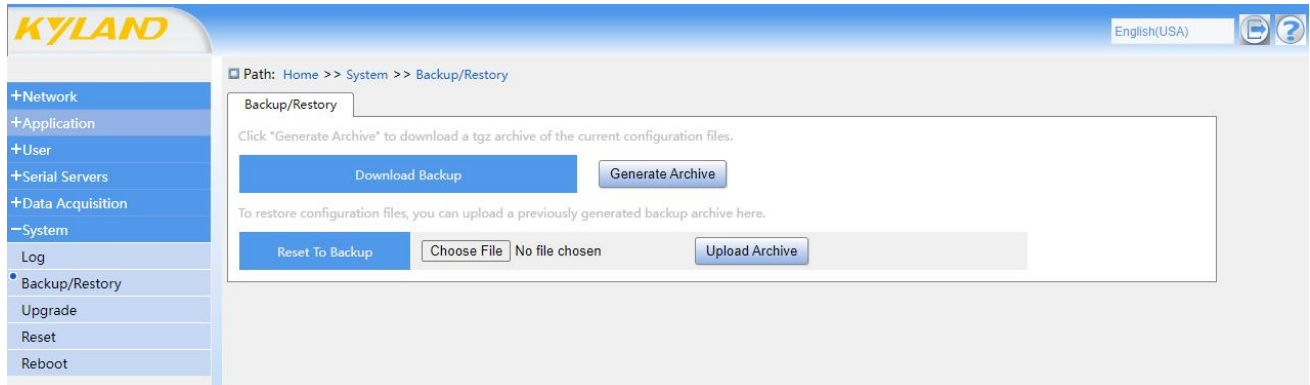 KYLAND
English(USA)
Path: Home >> System >> Backup/Restory
+Network
+Application
+User
+Serial Servers
+Data Acquisition
−System
Log
Backup/Restory
Upgrade
Reset
Reboot
Backup/Restory
Click "Generate Archive" to download a tgz archive of the current configuration files.
Download Backup Generate Archive
To restore configuration files, you can upload a previously generated backup archive here.
Reset To Backup Choose File No file chosen Upload Archive